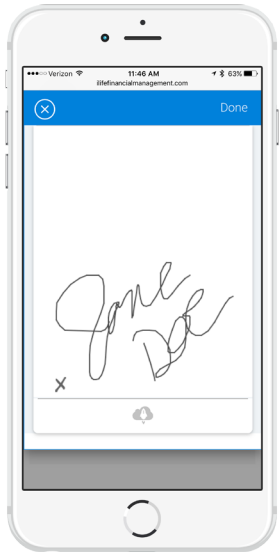 Verizon 11:46 AM 63%
ilifefinancialmanagement.com
Done
Jane
Doe
x